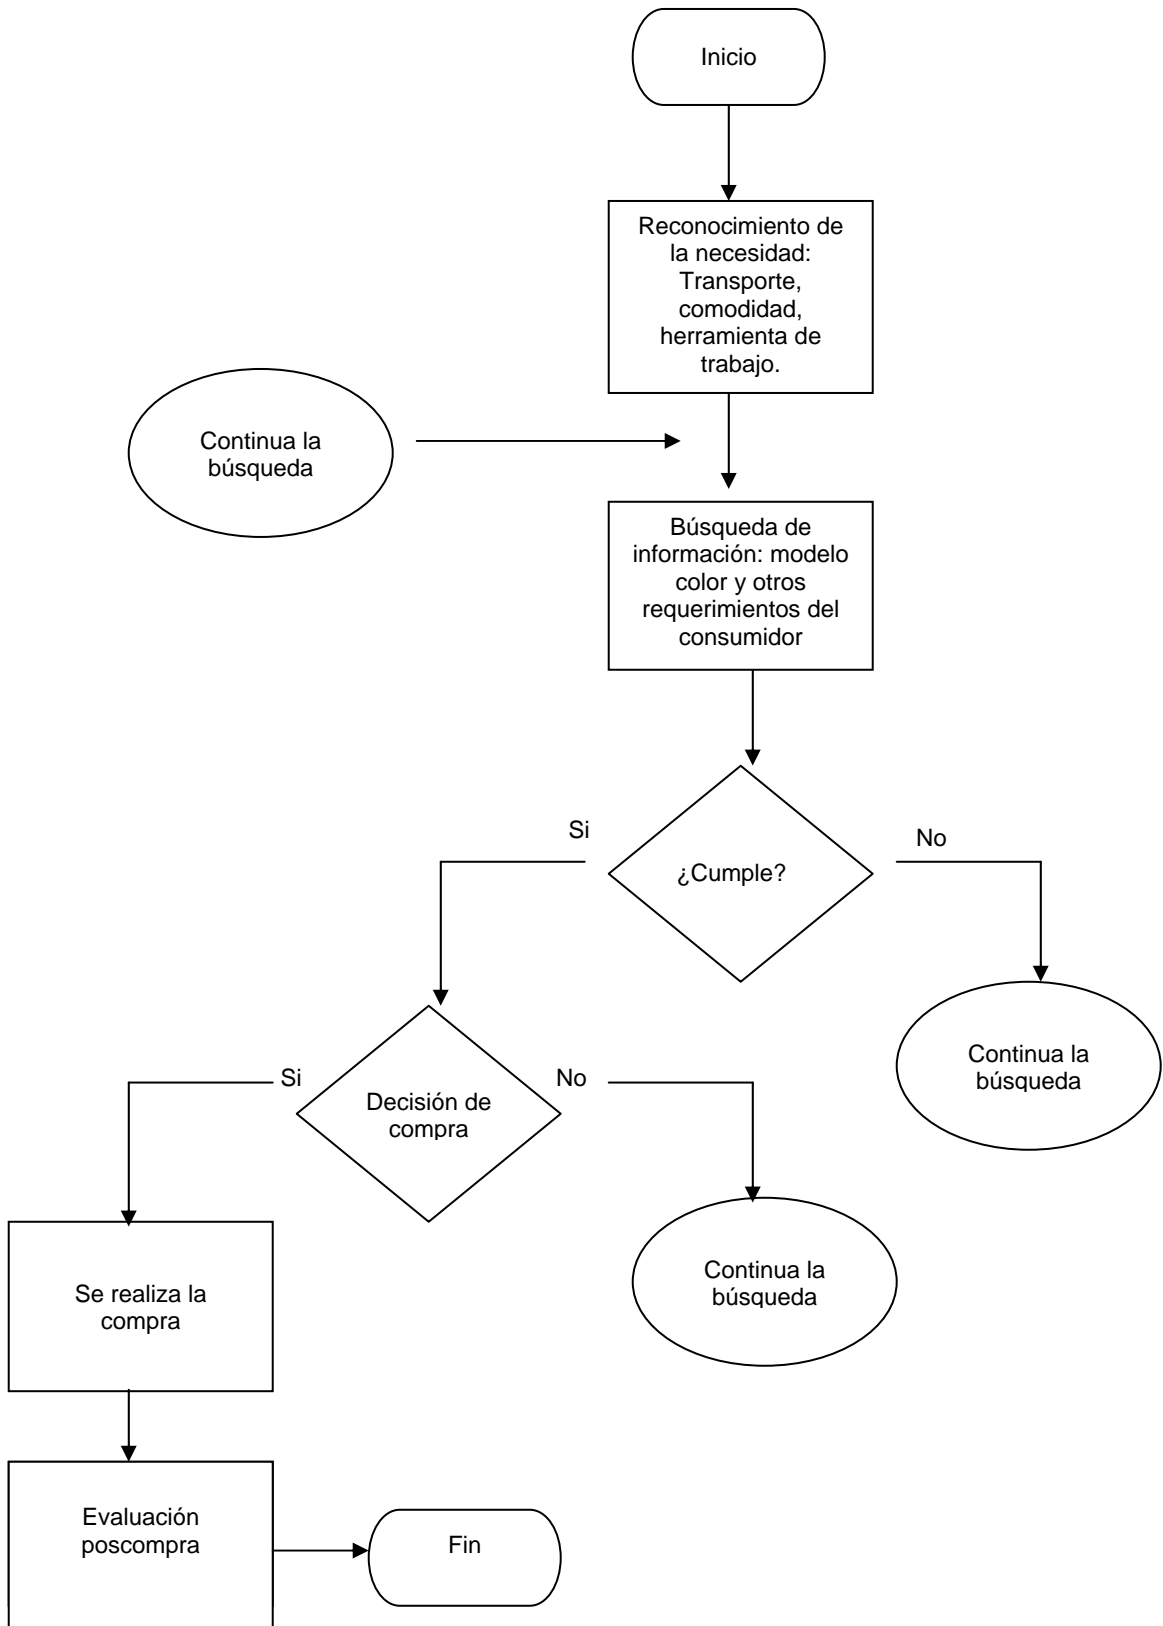 Inicio
Reconocimiento de
la necesidad:
Transporte,
comodidad,
herramienta de
trabajo.
Continua la
búsqueda
Búsqueda de
información: modelo
color y otros
requerimientos del
consumidor
Si
No
¿Cumple?
Continua la
búsqueda
Si
No
Decisión de
compra
Continua la
búsqueda
Se realiza la
compra
Evaluación
poscompra
Fin